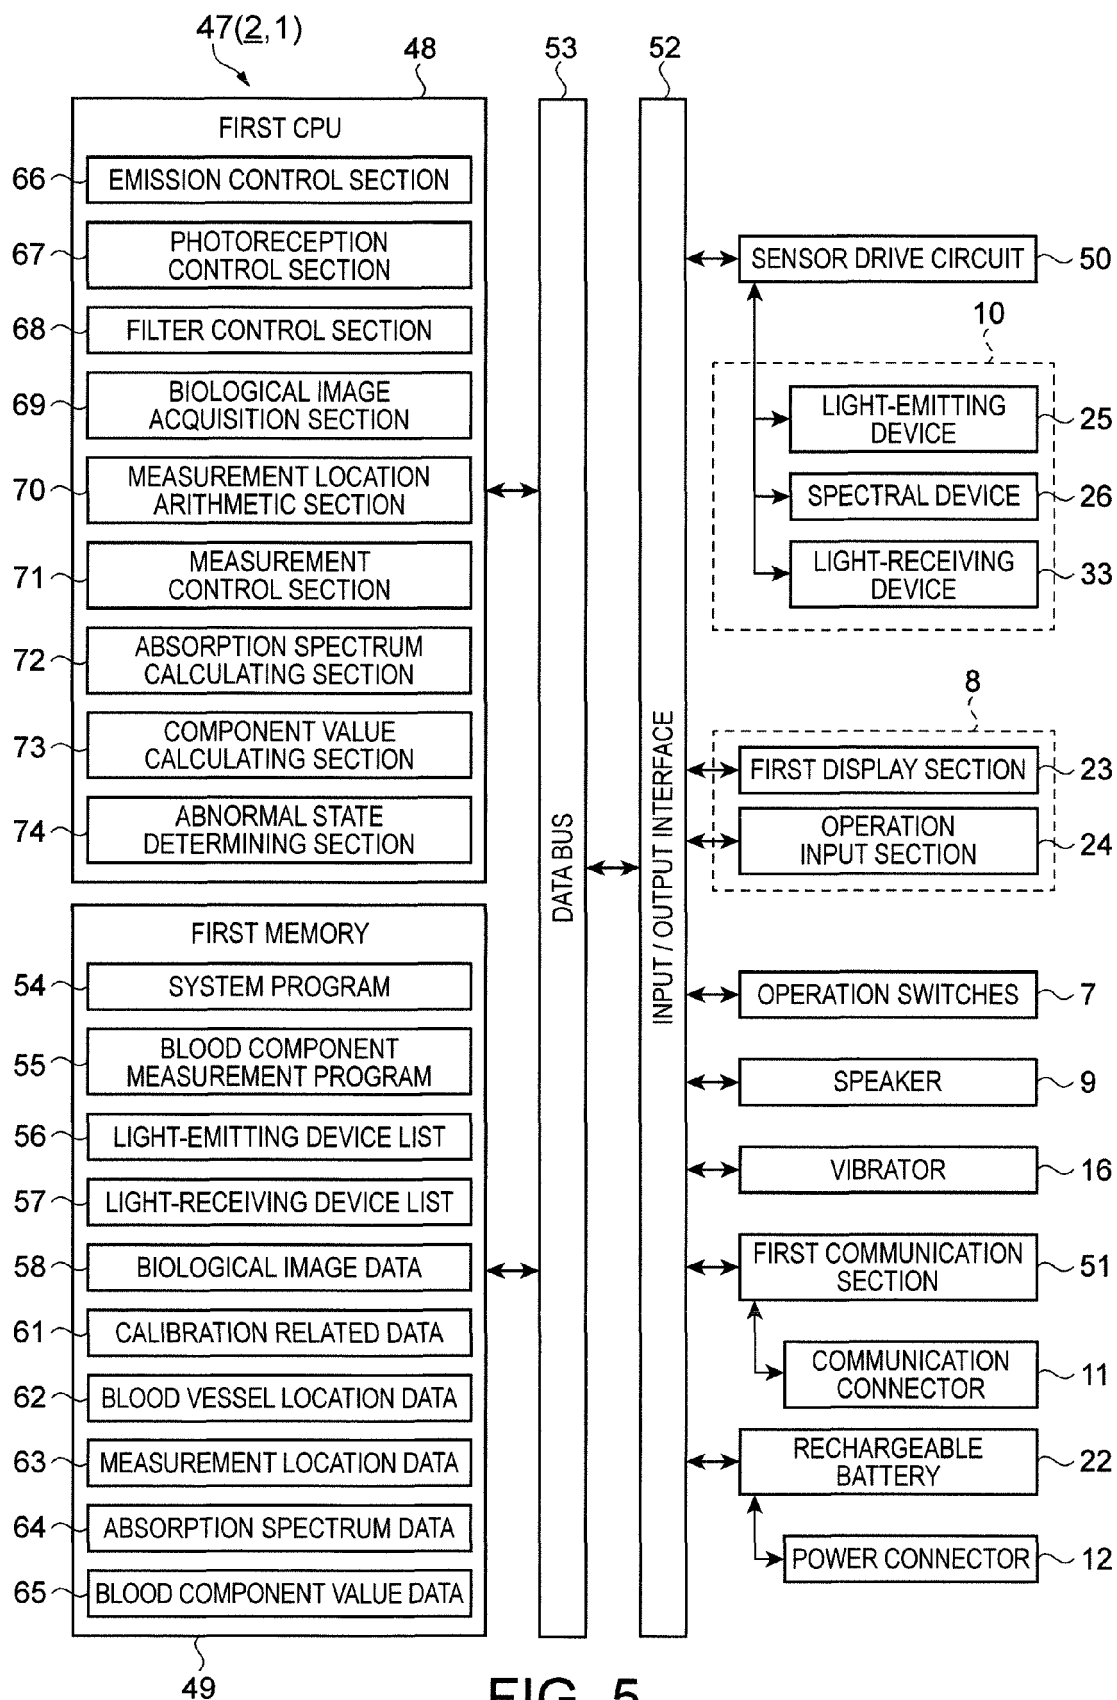 47(2,1)
48
53
52
FIRST CPU
66
EMISSION CONTROL SECTION
67
PHOTORECEPTION
CONTROL SECTION
68
FILTER CONTROL SECTION
69
BIOLOGICAL IMAGE
ACQUISITION SECTION
70
MEASUREMENT LOCATION
ARITHMETIC SECTION
71
MEASUREMENT
CONTROL SECTION
72
ABSORPTION SPECTRUM
CALCULATING SECTION
73
COMPONENT VALUE
CALCULATING SECTION
74
ABNORMAL STATE
DETERMINING SECTION
FIRST MEMORY
54
SYSTEM PROGRAM
55
BLOOD COMPONENT
MEASUREMENT PROGRAM
56
LIGHT-EMITTING DEVICE LIST
57
LIGHT-RECEIVING DEVICE LIST
58
BIOLOGICAL IMAGE DATA
61
CALIBRATION RELATED DATA
62
BLOOD VESSEL LOCATION DATA
63
MEASUREMENT LOCATION DATA
64
ABSORPTION SPECTRUM DATA
65
BLOOD COMPONENT VALUE DATA
49
DATA BUS
INPUT / OUTPUT INTERFACE
SENSOR DRIVE CIRCUIT
50
10
LIGHT-EMITTING
DEVICE
25
SPECTRAL DEVICE
26
LIGHT-RECEIVING
DEVICE
33
8
FIRST DISPLAY SECTION
23
OPERATION
INPUT SECTION
24
OPERATION SWITCHES
7
SPEAKER
9
VIBRATOR
16
FIRST COMMUNICATION
SECTION
51
COMMUNICATION
CONNECTOR
11
RECHARGEABLE
BATTERY
22
POWER CONNECTOR
12
FIG. 5